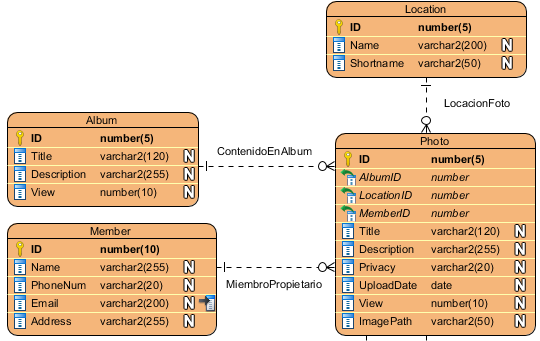 Location
ID number(5)
Name varchar2(200) N
Shortname varchar2(50) N
LocacionFoto
Album
ID number(5)
Title varchar2(120) N
Description varchar2(255) N
View number(10) N
ContenidoEnAlbum
Photo
ID number(5)
AlbumID number
LocationID number
MemberID number
Title varchar2(120) N
Description varchar2(255) N
Privacy varchar2(20) N
UploadDate date N
View number(10) N
ImagePath varchar2(50) N
Member
ID number(10)
Name varchar2(255) N
PhoneNum varchar2(20) N
Email varchar2(200) N
Address varchar2(255) N
MiembroPropietario